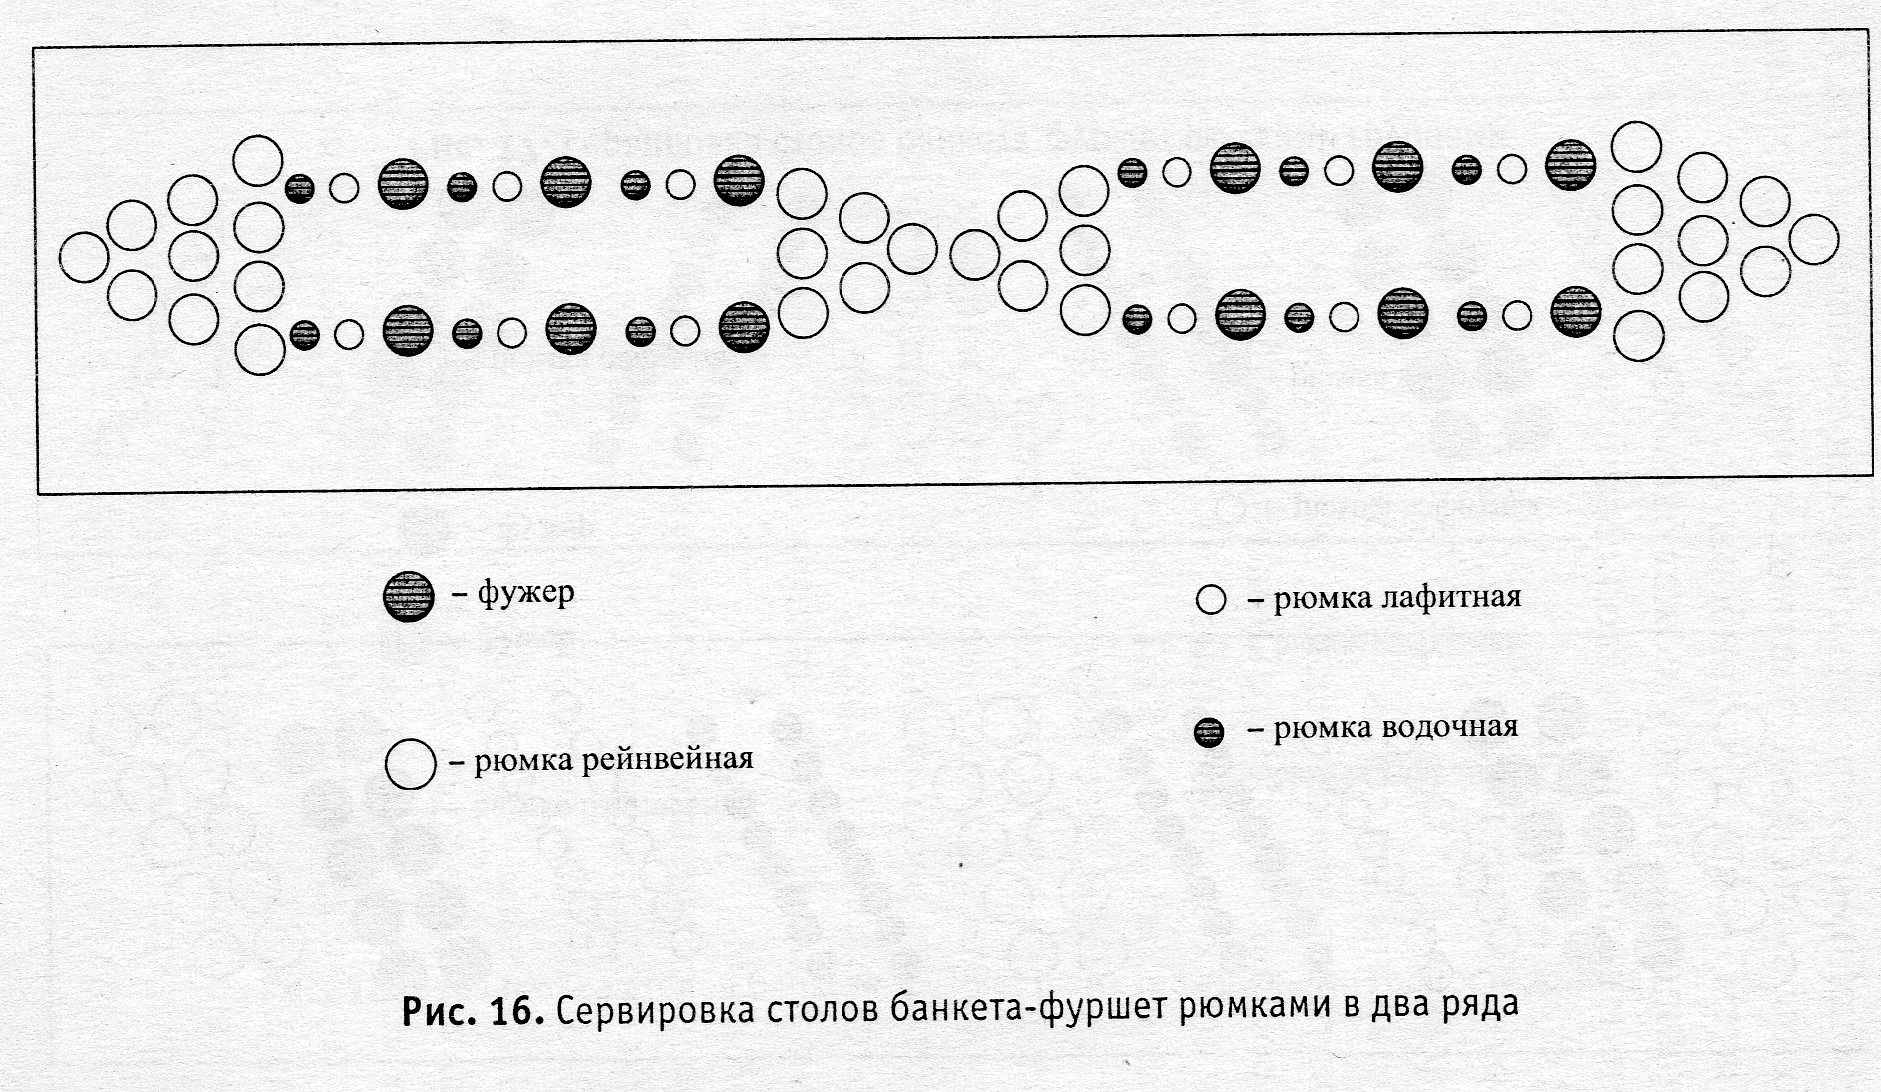 – фужер
– рюмка лафитная
– рюмка рейнвейная
– рюмка водочная
Рис. 16. Сервировка столов банкета-фуршет рюмками в два ряда